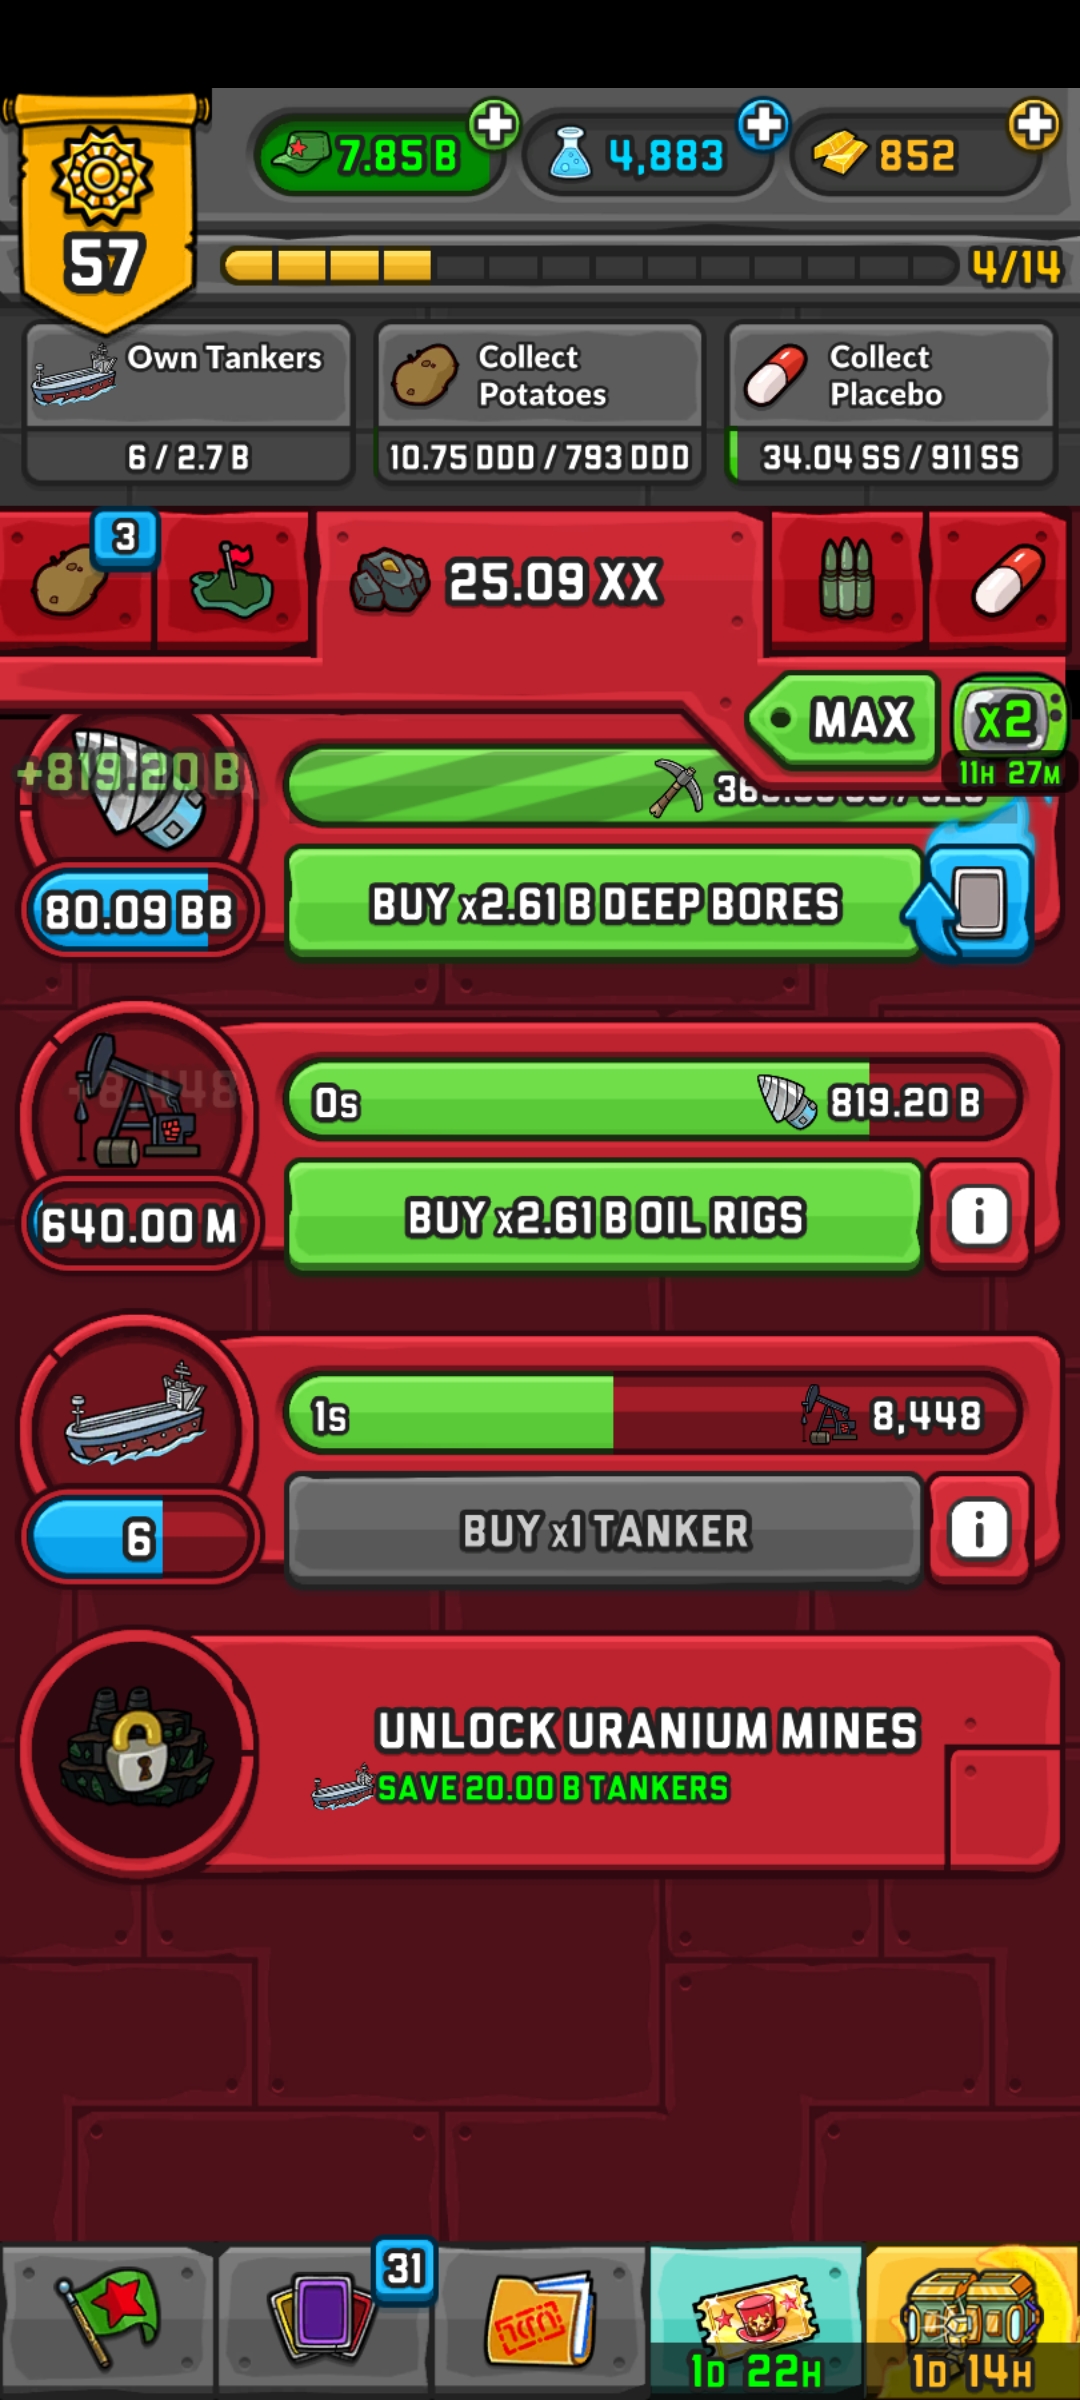 7.85 B
4,883
852
57
4/14
Own Tankers
6 / 2.7 B
Collect
Potatoes
10.75 DDD / 793 DDD
Collect
Placebo
34.04 SS / 911 SS
3
25.09 XX
MAX
x2
11H 27M
+819.20 B
80.09 BB
BUY x2.61 B DEEP BORES
0s
819.20 B
640.00 M
BUY x2.61 B OIL RIGS
i
1s
8,448
6
BUY x1 TANKER
i
UNLOCK URANIUM MINES
SAVE 20.00 B TANKERS
31
1D 22H
1D 14H